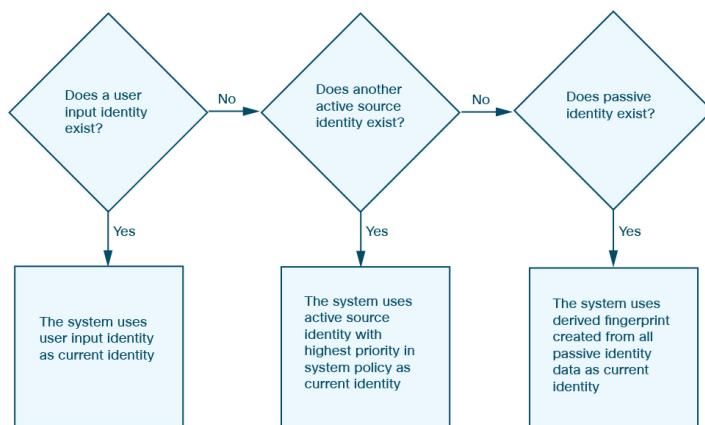 Does a user
input identity
exist?
No
Does another
active source
identity exist?
No
Does passive
identity exist?
Yes
Yes
Yes
The system uses
user input identity
as current identity
The system uses
active source
identity with
highest priority in
system policy as
current identity
The system uses
derived fingerprint
created from all
passive identity
data as current
identity